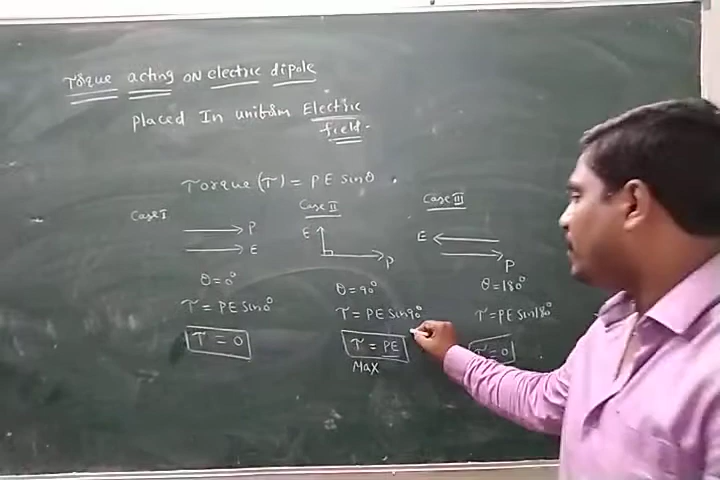 Torque acting on electric dipole
placed In uniform Electric
field.
Torque (τ) = PE sinθ
Case I
P
E
θ = 0°
τ = PE sin0°
τ = 0
Case II
E
P
θ = 90°
τ = PE sin90°
τ = PE
Max
Case III
E
P
θ = 180°
τ = PE sin180°
τ = 0